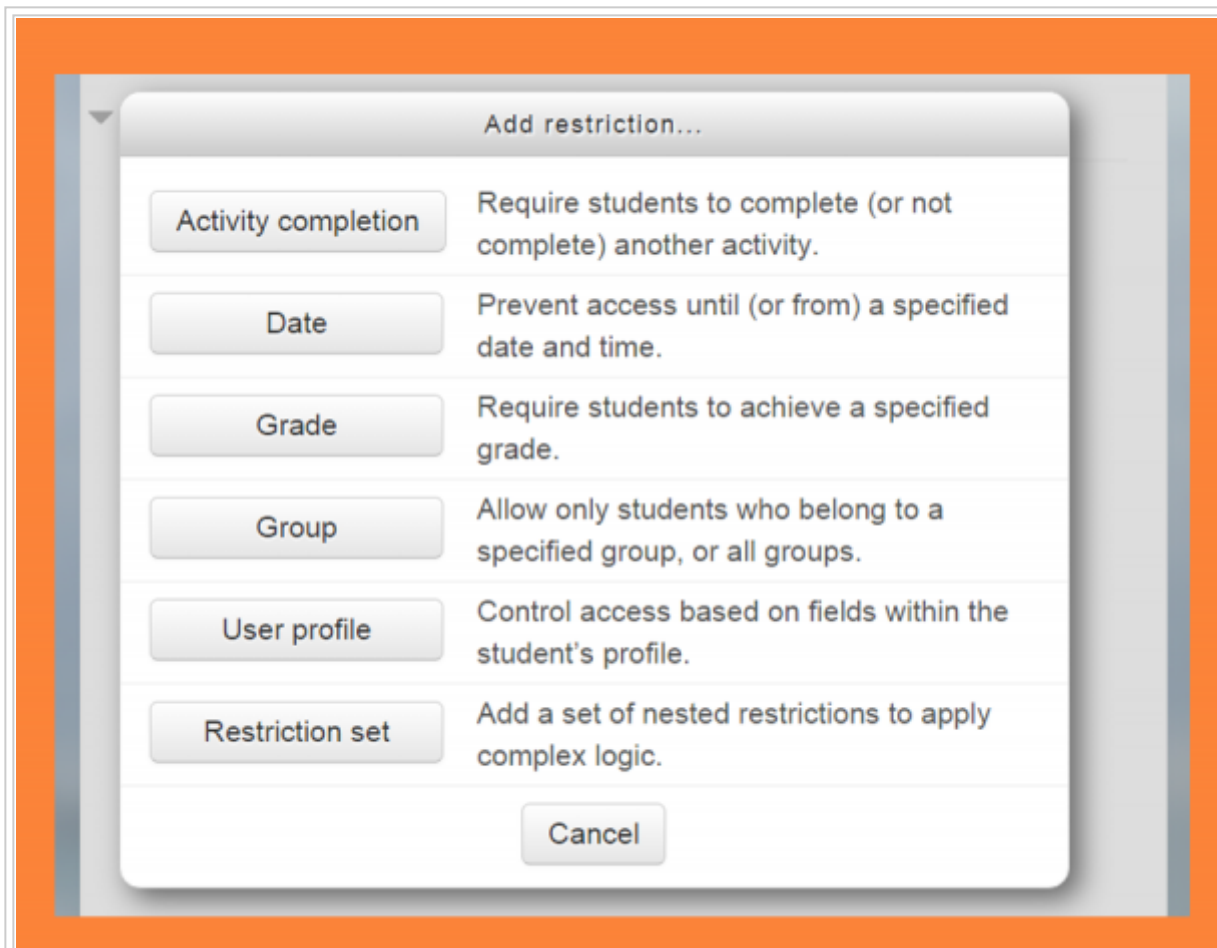 Add restriction...
Activity completion
Require students to complete (or not
complete) another activity.
Date
Prevent access until (or from) a specified
date and time.
Grade
Require students to achieve a specified
grade.
Group
Allow only students who belong to a
specified group, or all groups.
User profile
Control access based on fields within the
student's profile.
Restriction set
Add a set of nested restrictions to apply
complex logic.
Cancel